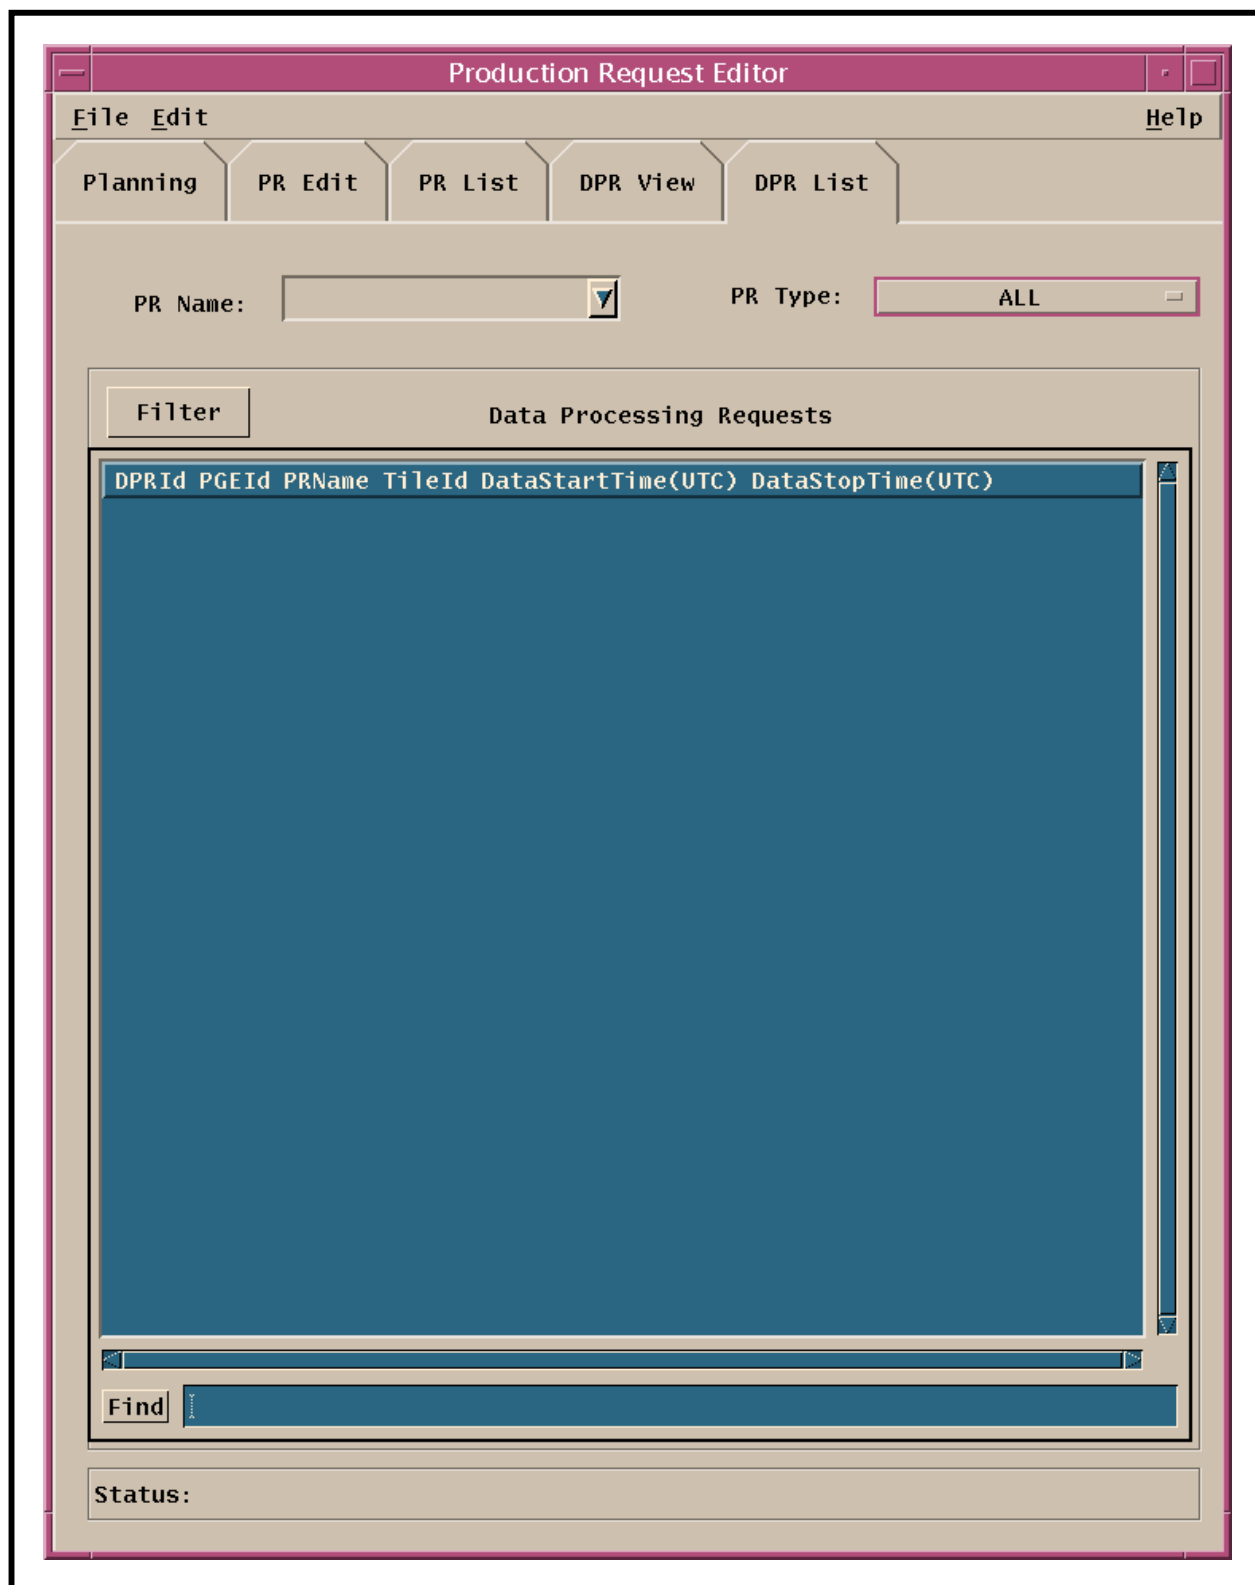 Production Request Editor
File Edit Help
Planning PR Edit PR List DPR View DPR List
PR Name: PR Type: ALL
Filter Data Processing Requests
DPRId PGEId PRName TileId DataStartTime(UTC) DataStopTime(UTC)
Find
Status: